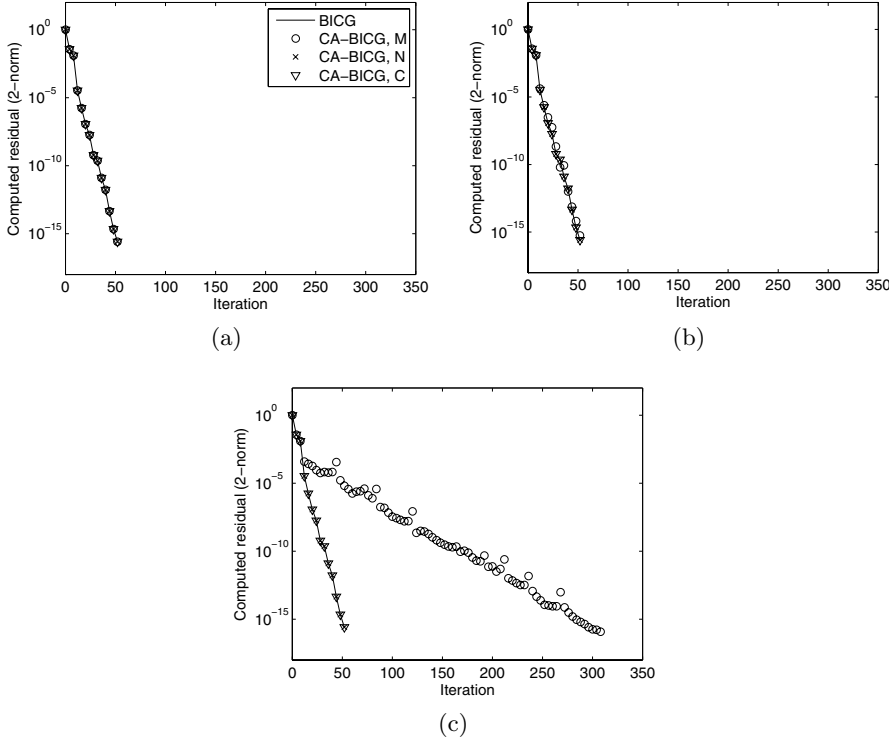 BICG
CA−BICG, M
CA−BICG, N
CA−BICG, C
10^0
10^−5
10^−10
10^−15
Computed residual (2−norm)
0 50 100 150 200 250 300 350
Iteration
(a)
10^0
10^−5
10^−10
10^−15
Computed residual (2−norm)
0 50 100 150 200 250 300 350
Iteration
(b)
10^0
10^−5
10^−10
10^−15
Computed residual (2−norm)
0 50 100 150 200 250 300 350
Iteration
(c)